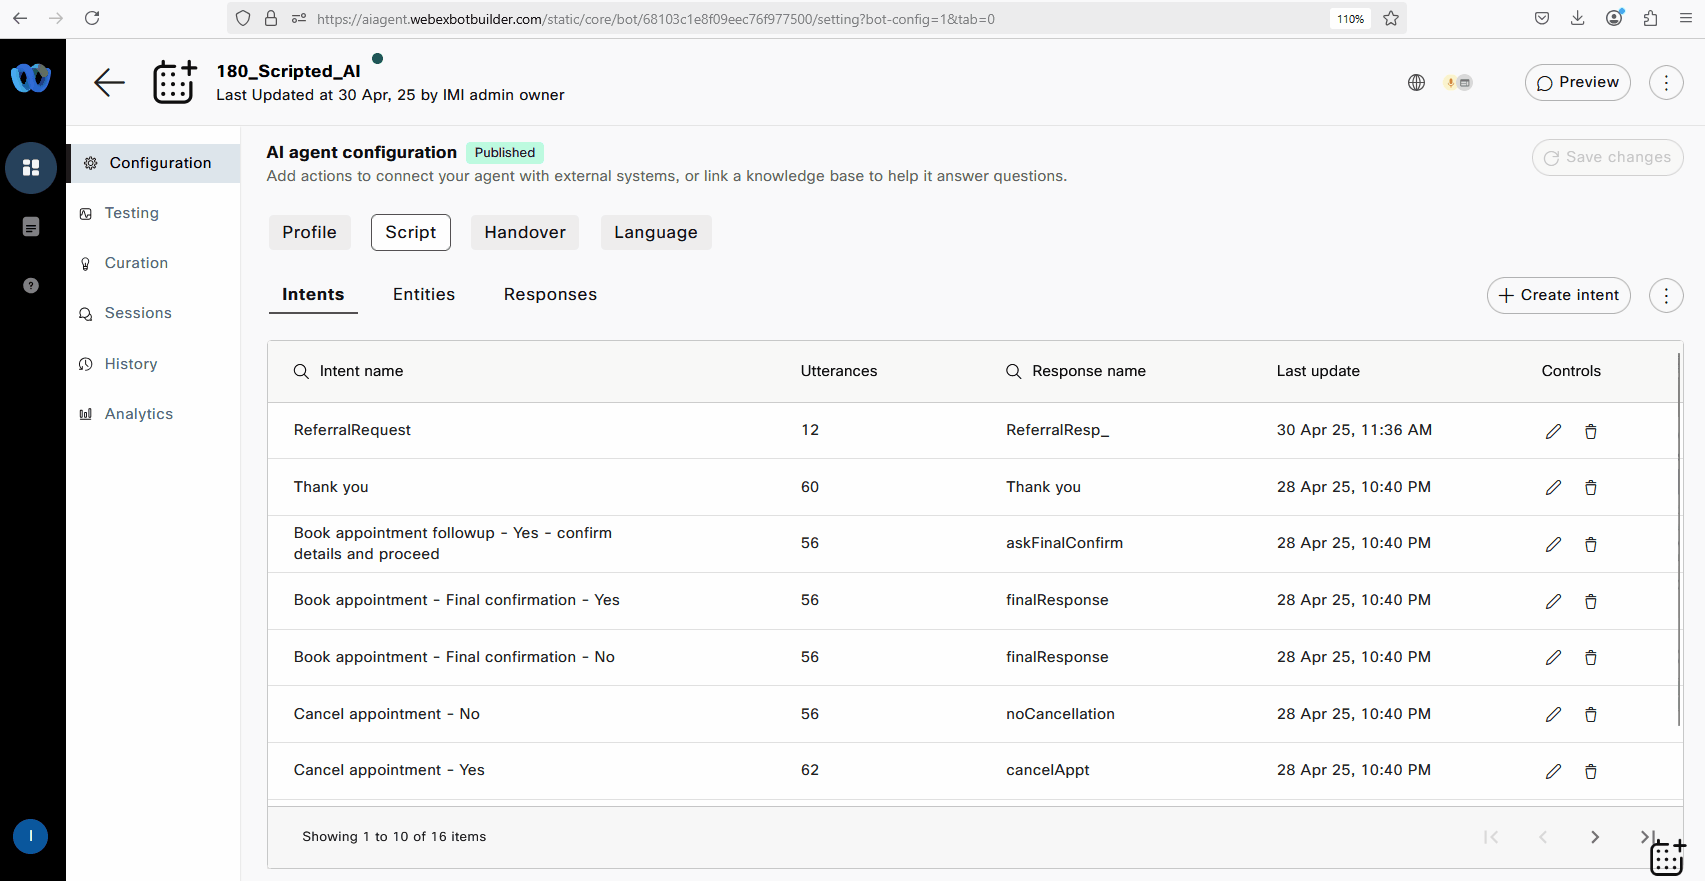 https://aiagent.webexbotbuilder.com/static/core/bot/68103c1e8f09eec76f977500/setting?bot-config=1&tab=0
110%
180_Scripted_AI
Last Updated at 30 Apr, 25 by IMI admin owner
Preview
Configuration
Testing
Curation
Sessions
History
Analytics
?
I
AI agent configuration Published
Add actions to connect your agent with external systems, or link a knowledge base to help it answer questions.
Save changes
Profile Script Handover Language
Intents Entities Responses
Create intent
Intent name Utterances Response name Last update Controls
ReferralRequest 12 ReferralResp_ 30 Apr 25, 11:36 AM
Thank you 60 Thank you 28 Apr 25, 10:40 PM
Book appointment followup - Yes - confirm
details and proceed
56 askFinalConfirm 28 Apr 25, 10:40 PM
Book appointment - Final confirmation - Yes 56 finalResponse 28 Apr 25, 10:40 PM
Book appointment - Final confirmation - No 56 finalResponse 28 Apr 25, 10:40 PM
Cancel appointment - No 56 noCancellation 28 Apr 25, 10:40 PM
Cancel appointment - Yes 62 cancelAppt 28 Apr 25, 10:40 PM
Showing 1 to 10 of 16 items